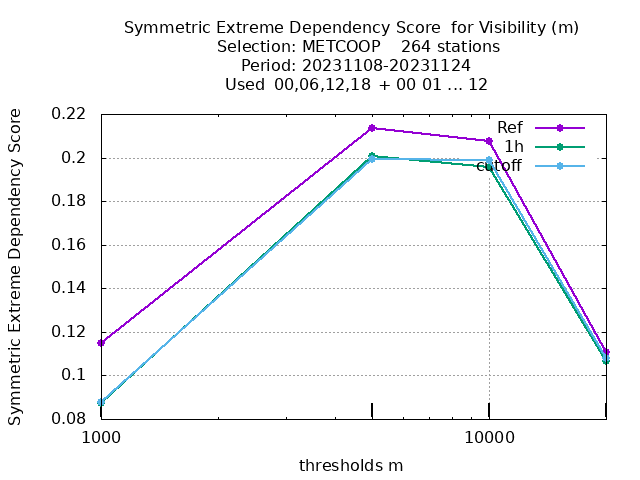 Symmetric Extreme Dependency Score  for Visibility (m)
Selection: METCOOP    264 stations
Period: 20231108-20231124
Used  00,06,12,18 + 00 01 ... 12
Symmetric Extreme Dependency Score
0.22
0.2
0.18
0.16
0.14
0.12
0.1
0.08
Ref
1h
cutoff
1000
10000
thresholds m